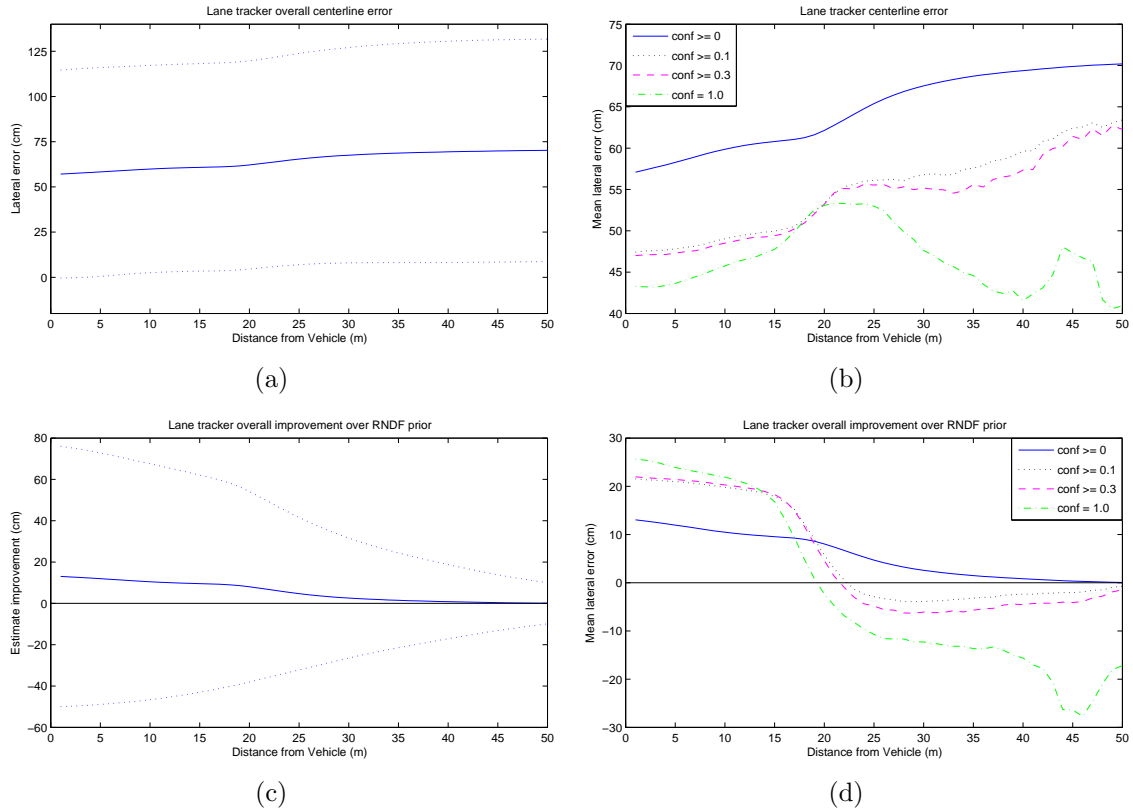 Lane tracker overall centerline error
125
100
75
50
25
0
Lateral error (cm)
0 5 10 15 20 25 30 35 40 45 50
Distance from Vehicle (m)
(a)
Lane tracker centerline error
75
70
65
60
55
50
45
40
Mean lateral error (cm)
conf >= 0
conf >= 0.1
conf >= 0.3
conf = 1.0
0 5 10 15 20 25 30 35 40 45 50
Distance from Vehicle (m)
(b)
Lane tracker overall improvement over RNDF prior
80
60
40
20
0
−20
−40
−60
Estimate improvement (cm)
0 5 10 15 20 25 30 35 40 45 50
Distance from Vehicle (m)
(c)
Lane tracker overall improvement over RNDF prior
30
20
10
0
−10
−20
−30
Mean lateral error (cm)
conf >= 0
conf >= 0.1
conf >= 0.3
conf = 1.0
0 5 10 15 20 25 30 35 40 45 50
Distance from Vehicle (m)
(d)